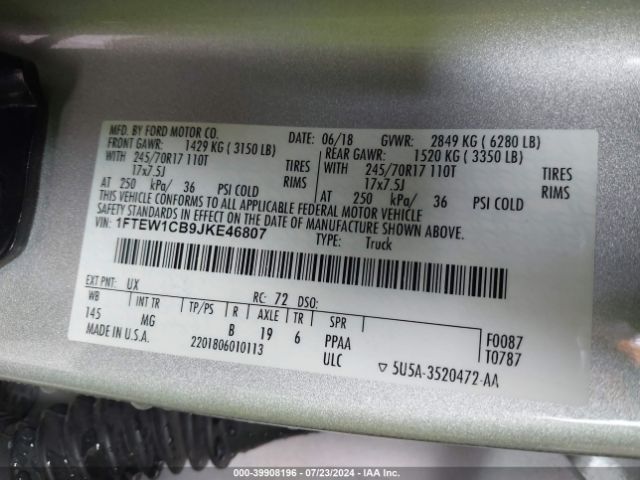 MFD. BY FORD MOTOR CO. DATE: 06/18 GVWR: 2849 KG ( 6280 LB)
FRONT GAWR: 1429 KG ( 3150 LB) REAR GAWR: 1520 KG ( 3350 LB)
WITH 245/70R17 110T TIRES WITH 245/70R17 110T TIRES
17x7.5J RIMS 17x7.5J RIMS
AT 250 kPa/ 36 PSI COLD AT 250 kPa/ 36 PSI COLD
THIS VEHICLE CONFORMS TO ALL APPLICABLE FEDERAL MOTOR VEHICLE
SAFETY AND THEFT PREVENTION STANDARDS IN EFFECT ON THE DATE OF MANUFACTURE SHOWN ABOVE.
VIN: 1FTEW1CB9JKE46807 TYPE: Truck
EXT PNT: UX RC: 72 DSO:
WB INT TR TP/PS R AXLE TR SPR
145 MG B 19 6 PPAA F0087
MADE IN U.S.A. 2201806010113 ULC T0787
▽ 5U5A-3520472-AA
000-39908196 - 07/23/2024 - IAA Inc.